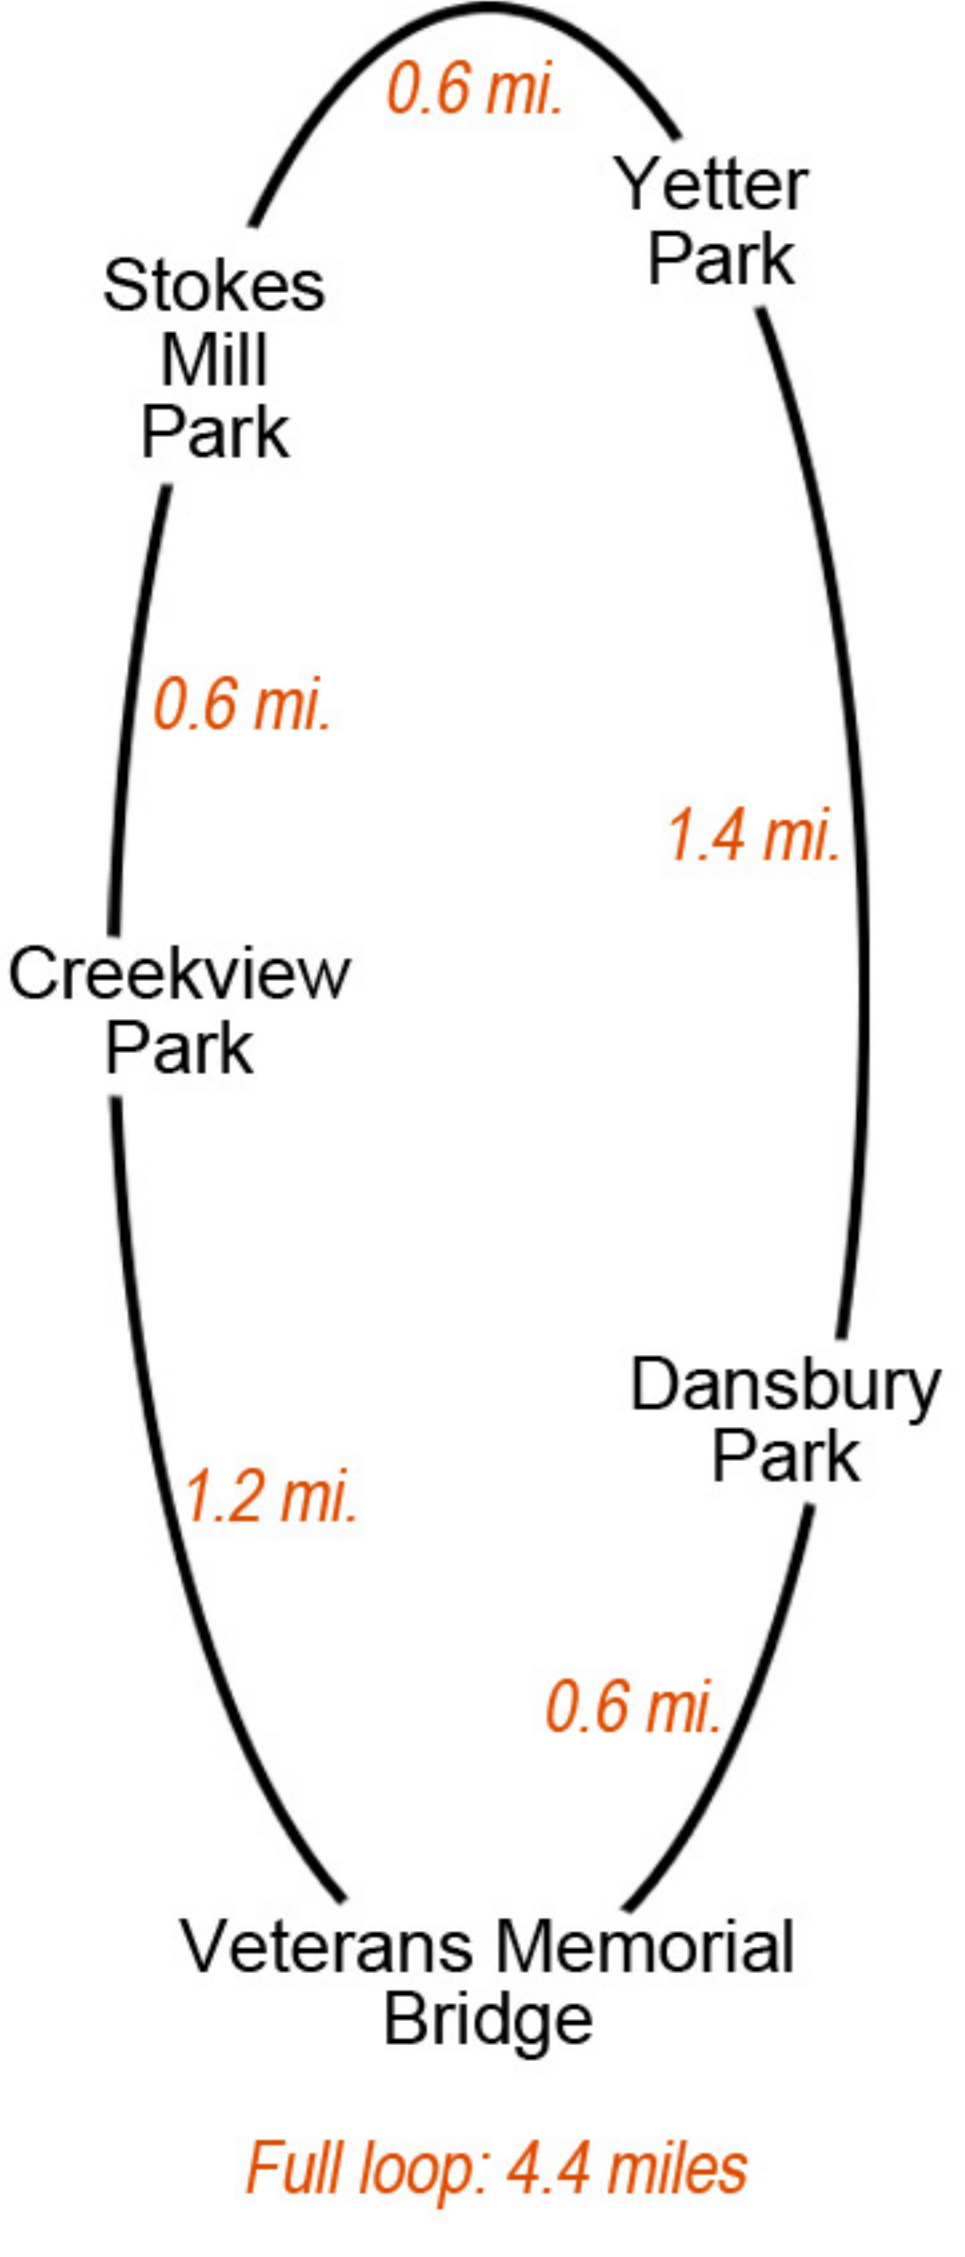 0.6 mi.
Yetter
Park
Stokes
Mill
Park
0.6 mi.
1.4 mi.
Creekview
Park
Dansbury
Park
1.2 mi.
0.6 mi.
Veterans Memorial
Bridge
Full loop: 4.4 miles